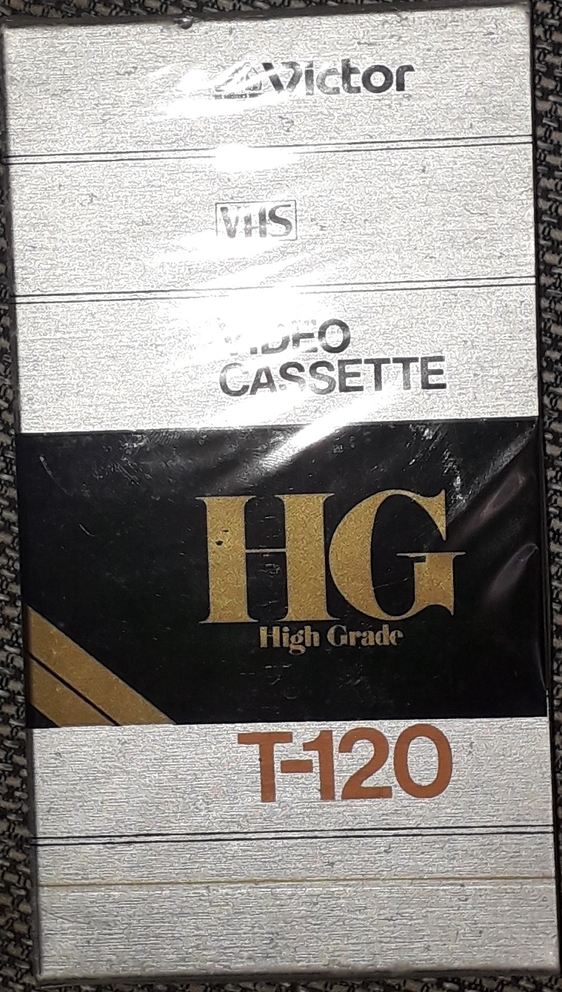 Victor
VHS
VIDEO
CASSETTE
HG
High Grade
T-120